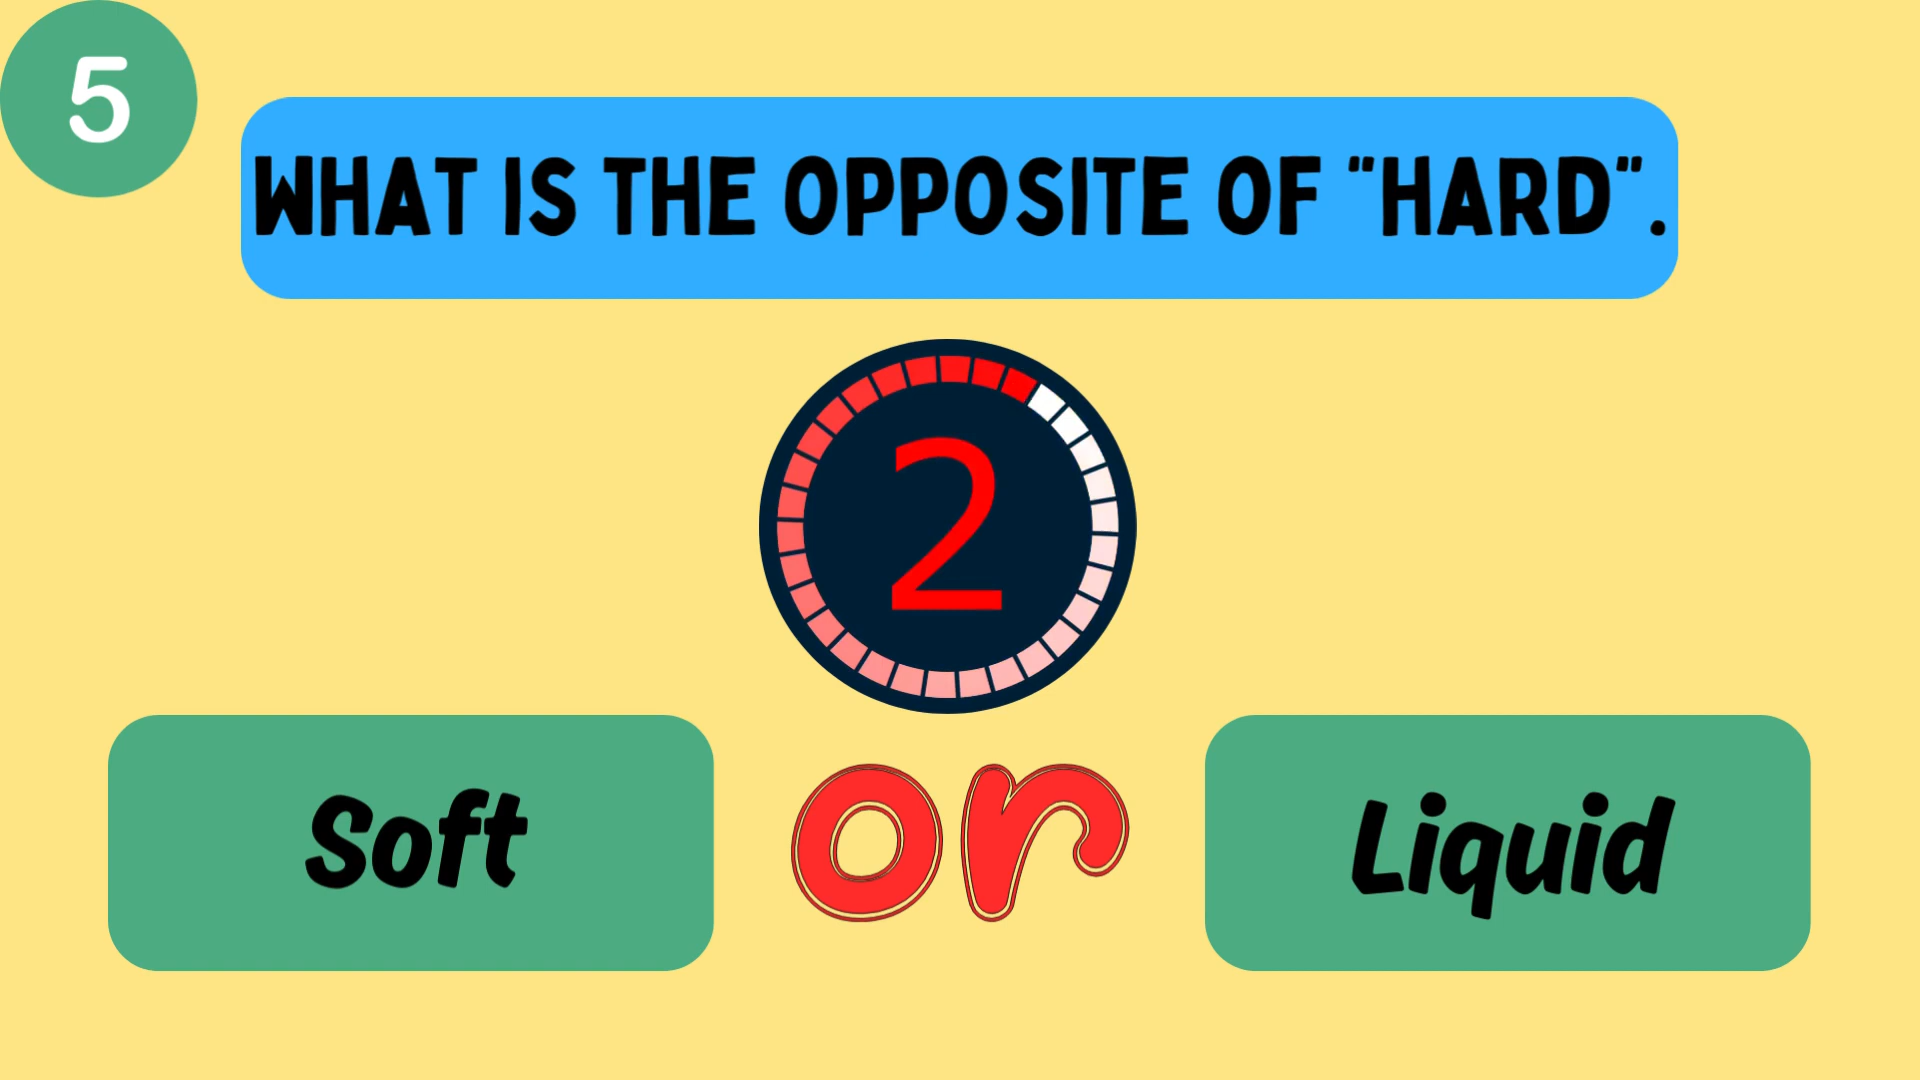 5
WHAT IS THE OPPOSITE OF "HARD".
2
Soft
or
Liquid